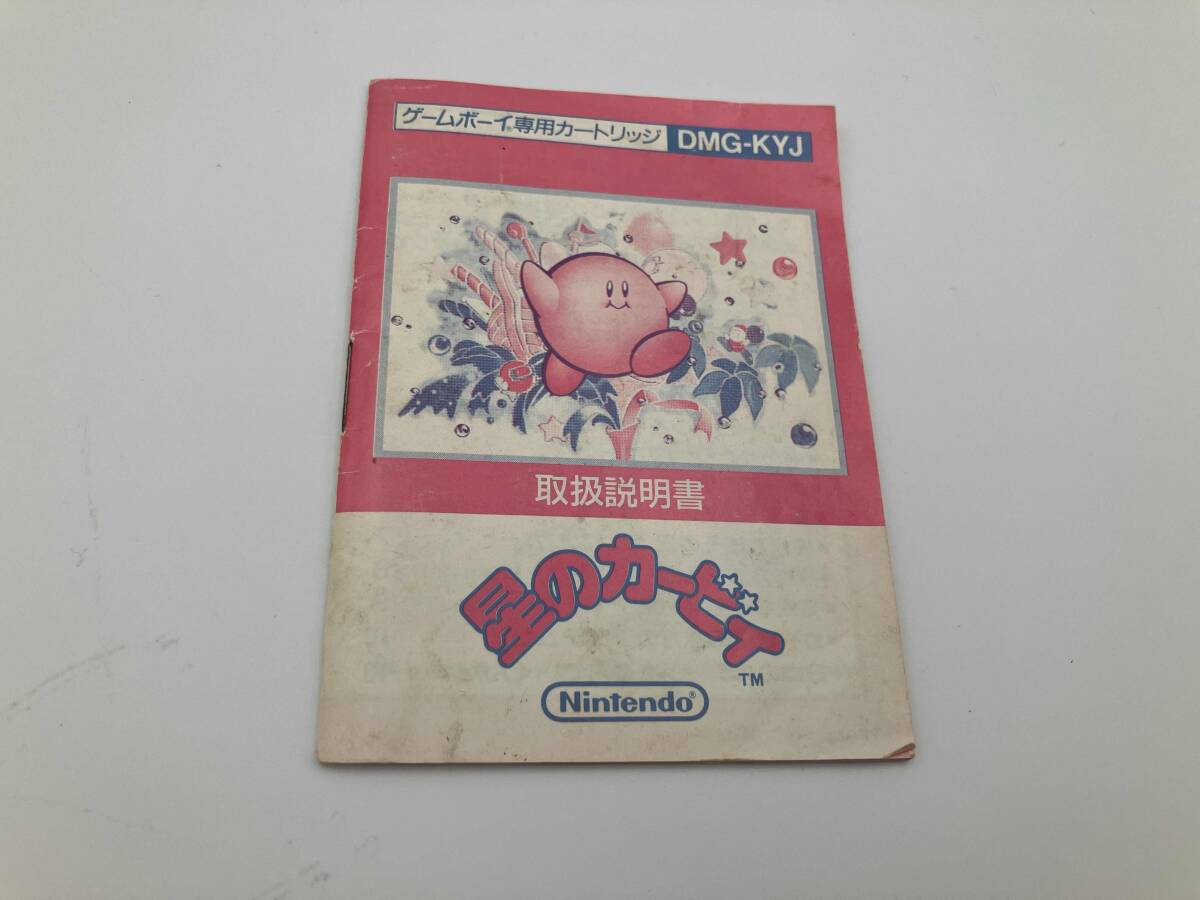 ゲームボーイ®専用カートリッジ DMG-KYJ
取扱説明書
星のカービィ
TM
Nintendo®